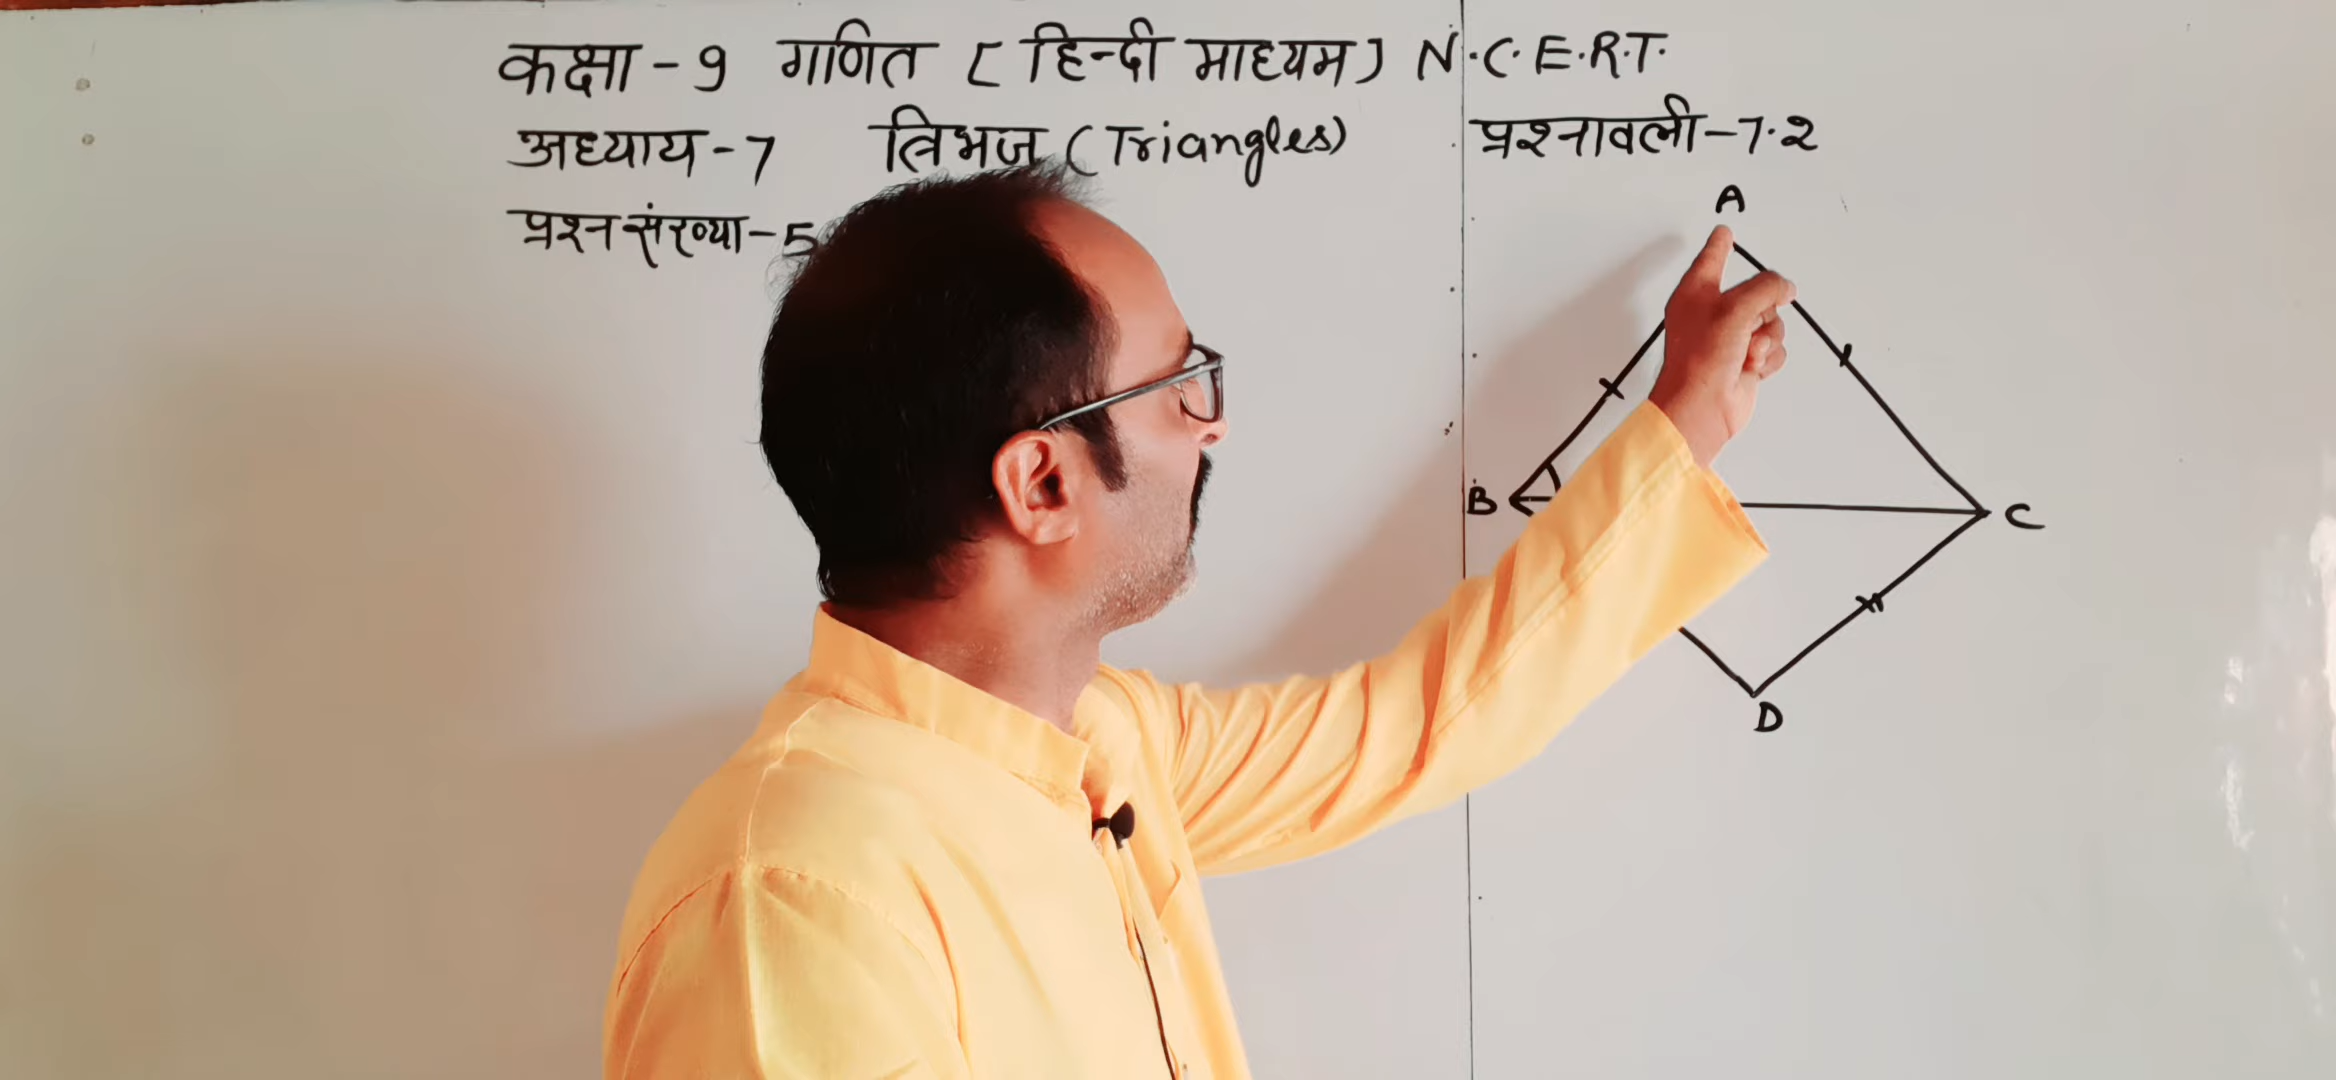 कक्षा - 9 गणित [ हिन्दी माध्यम ] N.C.E.R.T.
अध्याय - 7 त्रिभुज (Triangles) प्रश्नावली - 7.2
प्रश्न संख्या - 5
A
B
C
D